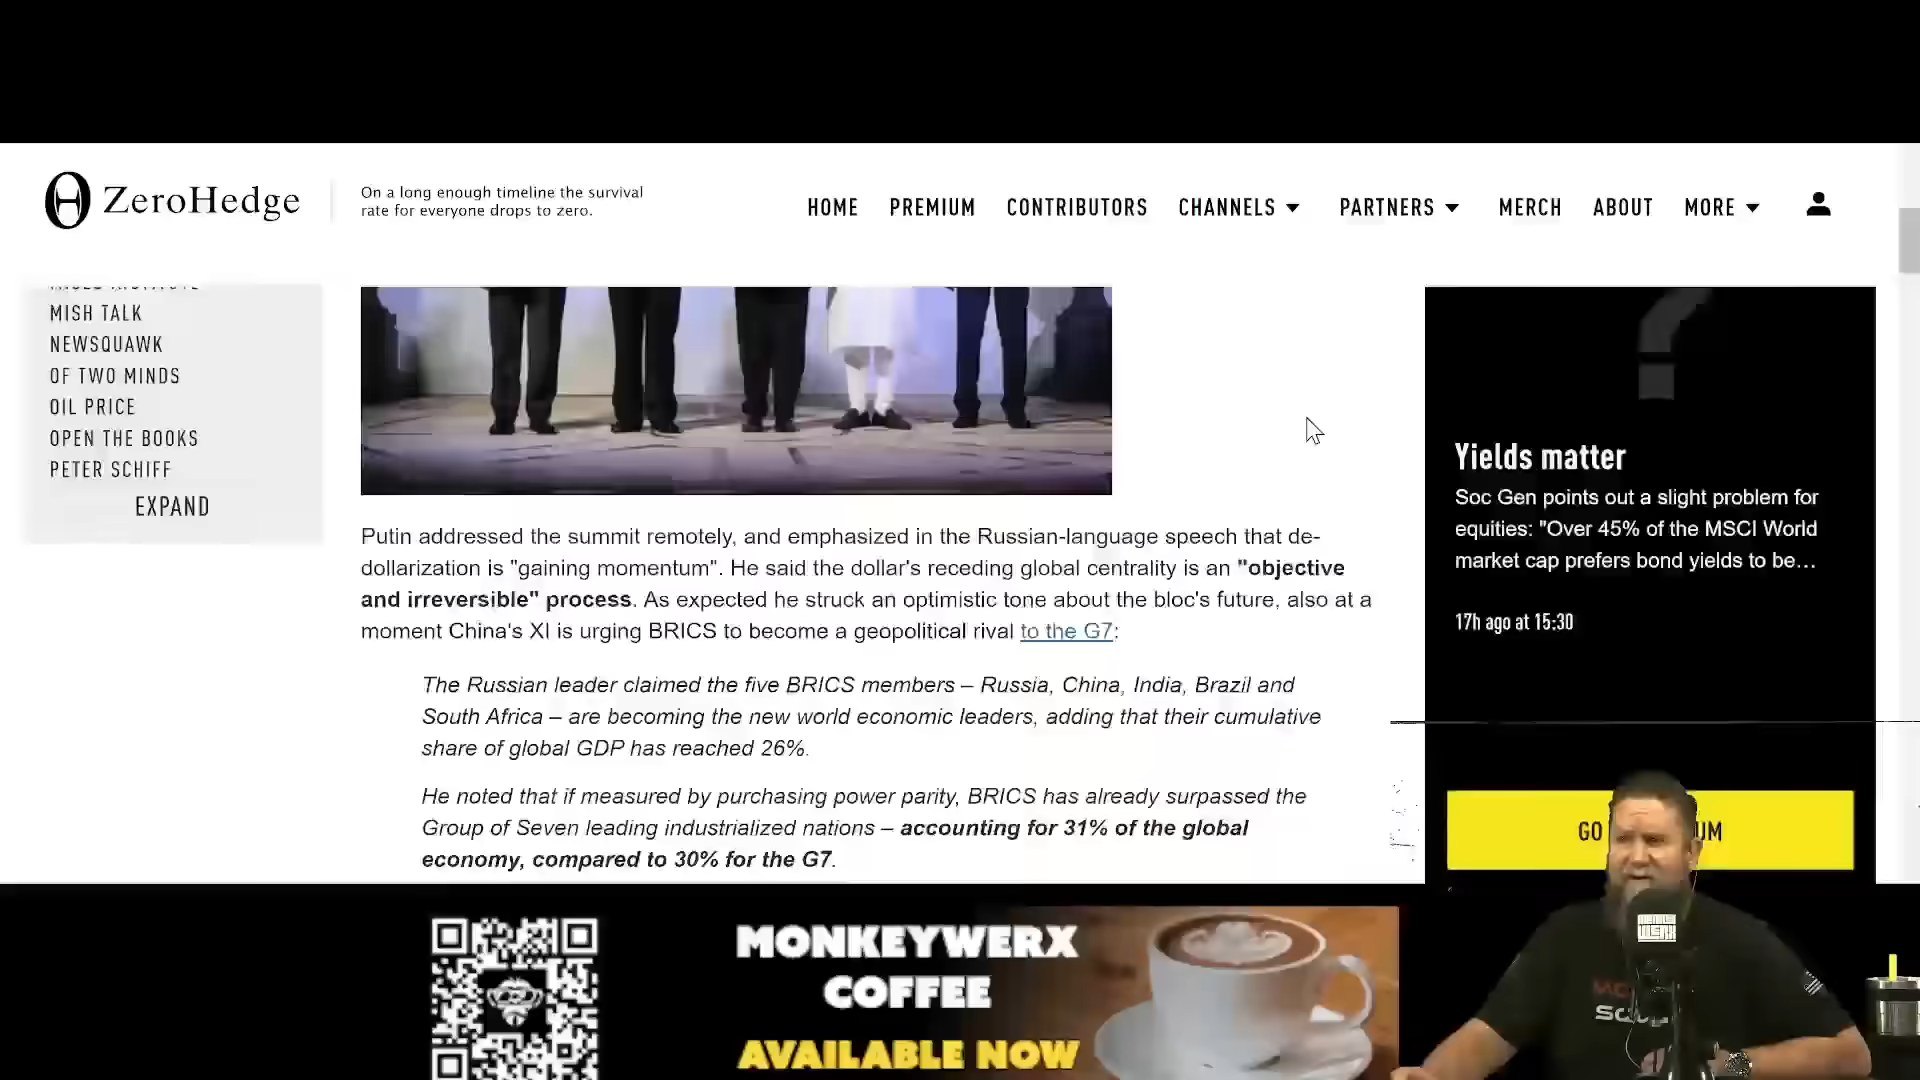 ZeroHedge
On a long enough timeline the survival
rate for everyone drops to zero.
HOME PREMIUM CONTRIBUTORS CHANNELS PARTNERS MERCH ABOUT MORE
MISH TALK
NEWSQUAWK
OF TWO MINDS
OIL PRICE
OPEN THE BOOKS
PETER SCHIFF
EXPAND
Putin addressed the summit remotely, and emphasized in the Russian-language speech that de-
dollarization is "gaining momentum". He said the dollar's receding global centrality is an "objective
and irreversible" process. As expected he struck an optimistic tone about the bloc's future, also at a
moment China's XI is urging BRICS to become a geopolitical rival to the G7:
The Russian leader claimed the five BRICS members – Russia, China, India, Brazil and
South Africa – are becoming the new world economic leaders, adding that their cumulative
share of global GDP has reached 26%.
He noted that if measured by purchasing power parity, BRICS has already surpassed the
Group of Seven leading industrialized nations – accounting for 31% of the global
economy, compared to 30% for the G7.
Yields matter
Soc Gen points out a slight problem for
equities: "Over 45% of the MSCI World
market cap prefers bond yields to be...
17h ago at 15:30
GO UM
MONKEYWERX
COFFEE
AVAILABLE NOW